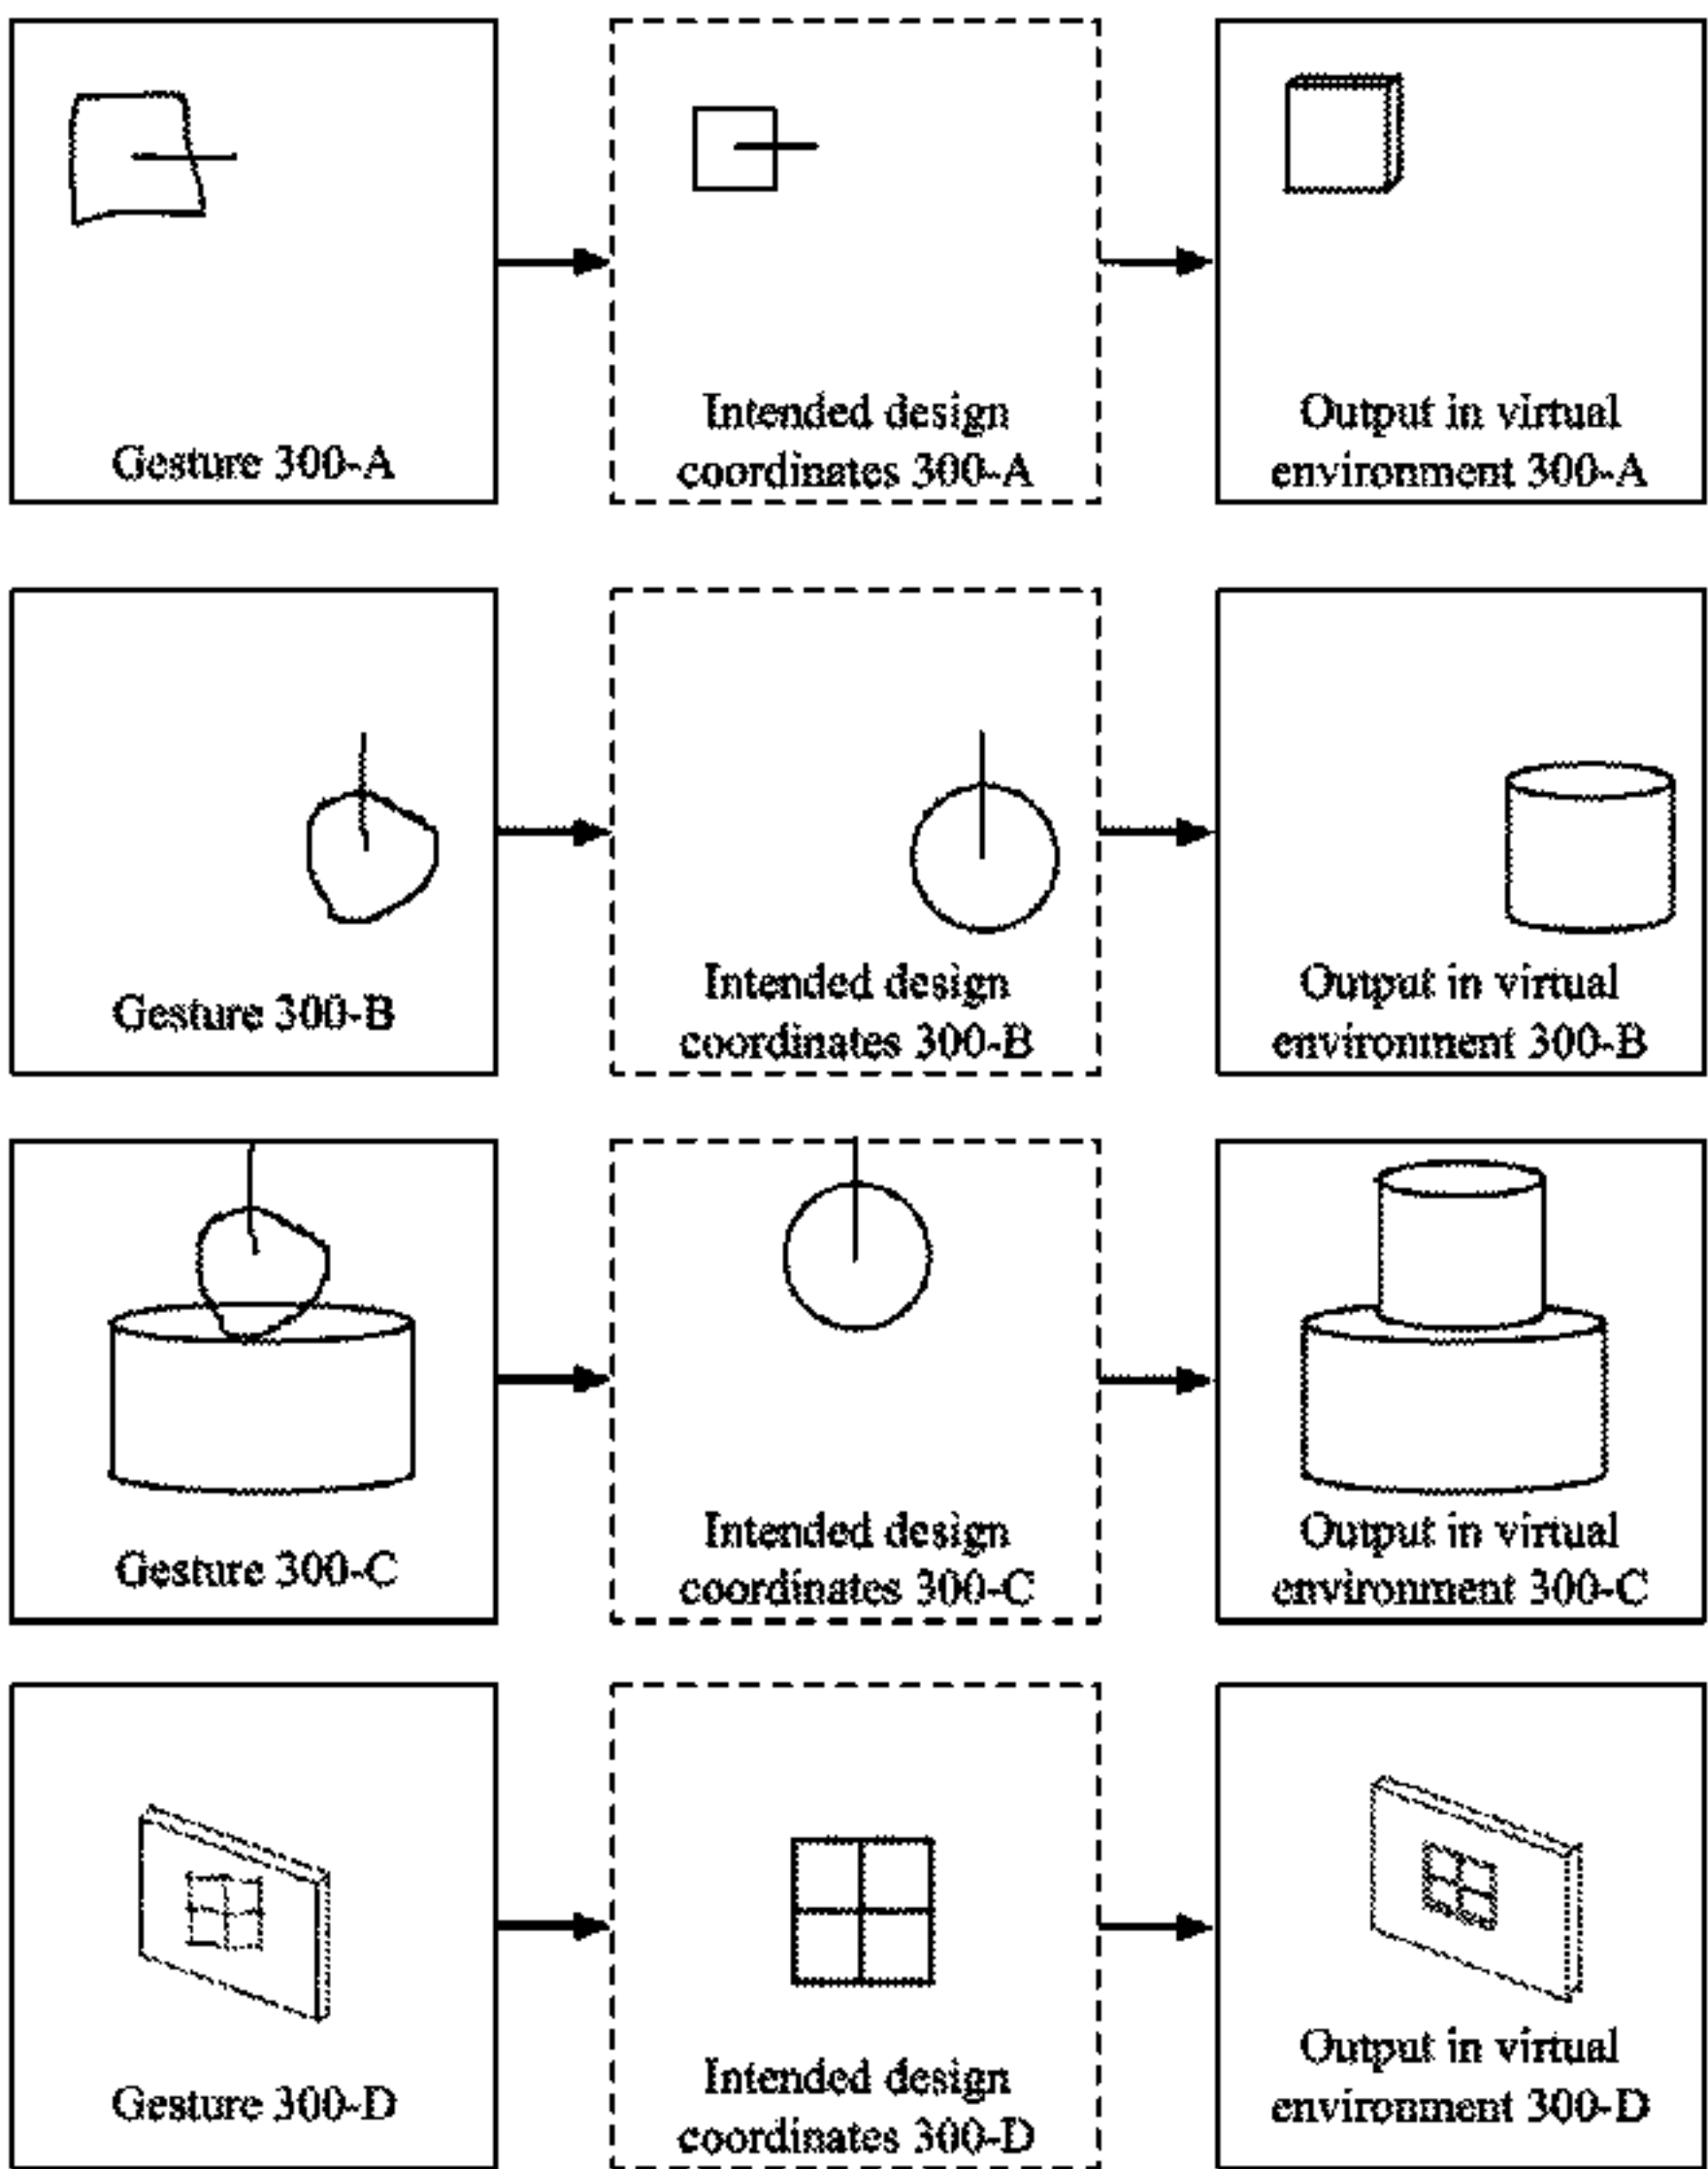 Gesture 300-A
Intended design
coordinates 300-A
Output in virtual
environment 300-A
Gesture 300-B
Intended design
coordinates 300-B
Output in virtual
environment 300-B
Gesture 300-C
Intended design
coordinates 300-C
Output in virtual
environment 300-C
Gesture 300-D
Intended design
coordinates 300-D
Output in virtual
environment 300-D